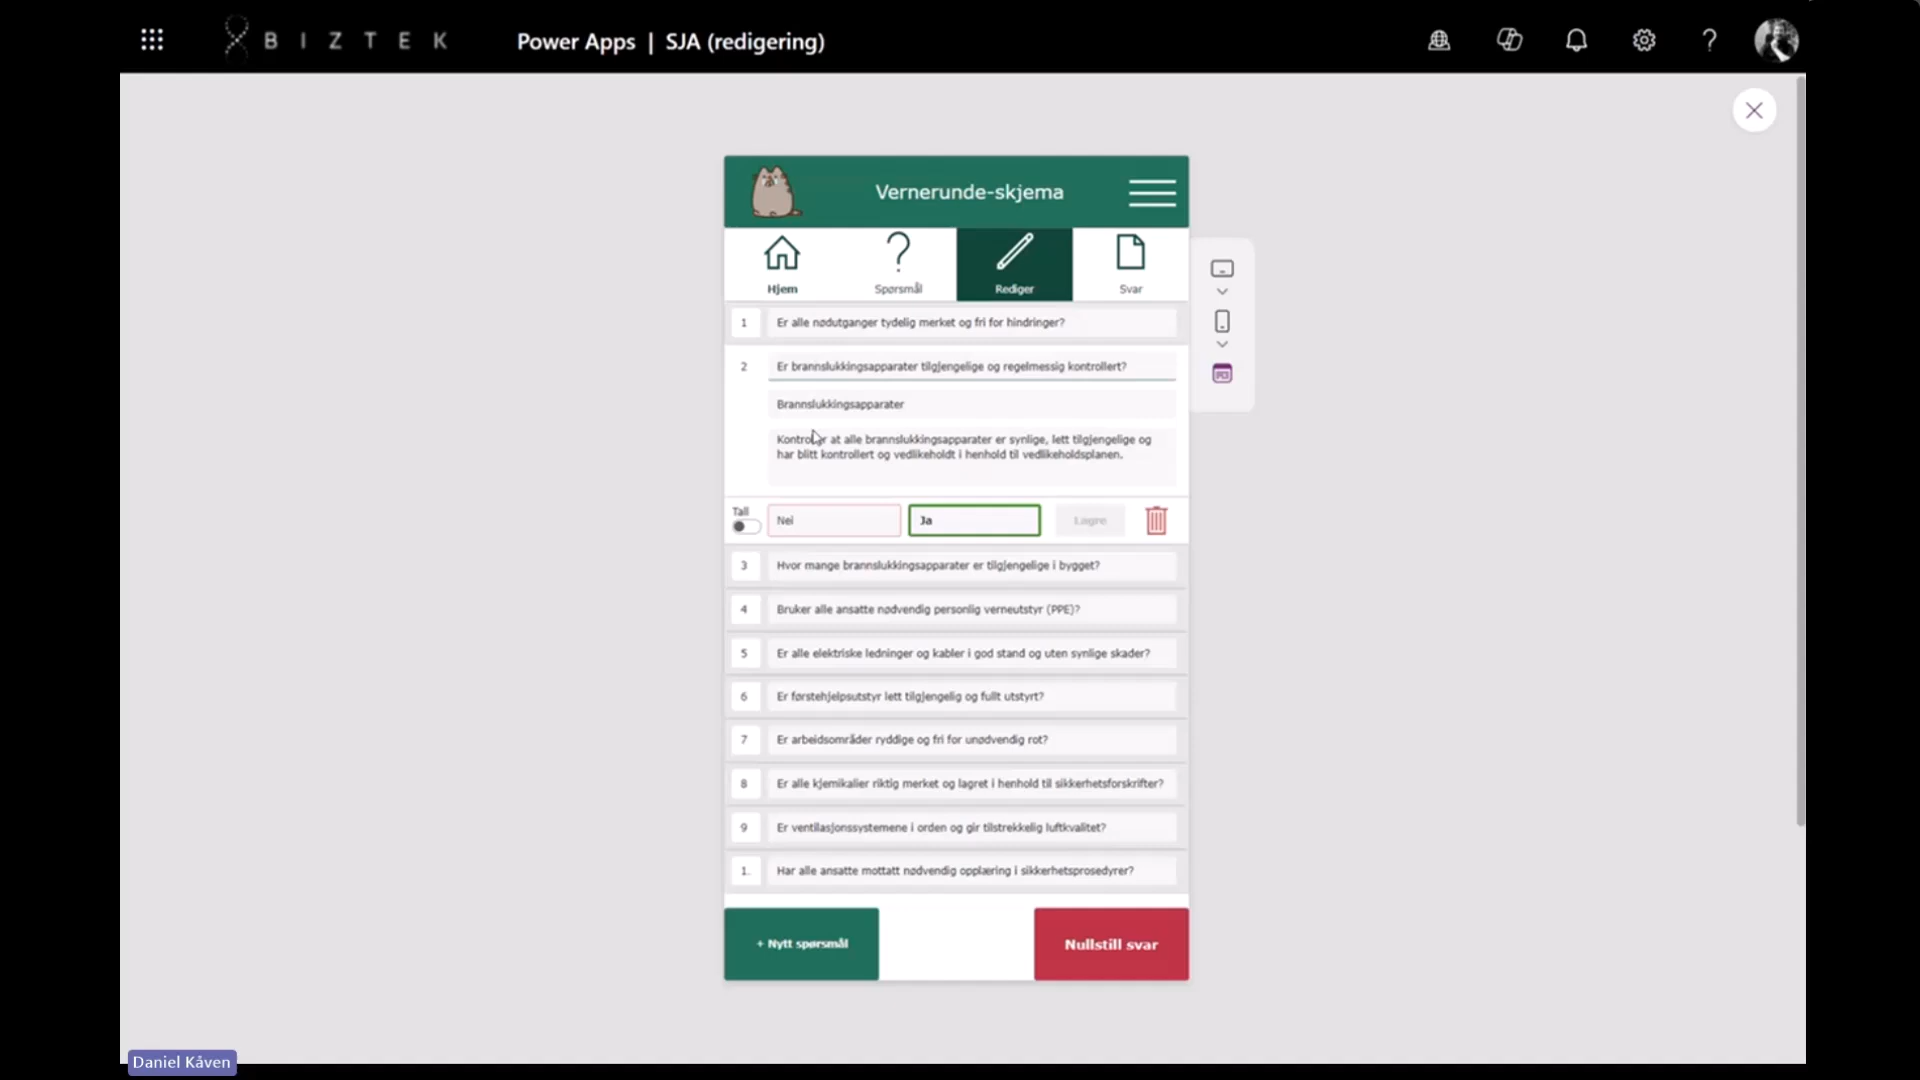 BIZTEK
Power Apps | SJA (redigering)
Vernerunde-skjema
Hjem
Spørsmål
Rediger
Svar
1 Er alle nødutganger tydelig merket og fri for hindringer?
2 Er brannslukkingsapparater tilgjengelige og regelmessig kontrollert?
Brannslukkingsapparater
Kontroller at alle brannslukkingsapparater er synlige, lett tilgjengelige og
har blitt kontrollert og vedlikeholdt i henhold til vedlikeholdsplanen.
Tall
Nei
Ja
Lagre
3 Hvor mange brannslukkingsapparater er tilgjengelige i bygget?
4 Bruker alle ansatte nødvendig personlig verneutstyr (PPE)?
5 Er alle elektriske ledninger og kabler i god stand og uten synlige skader?
6 Er førstehjelpsutstyr lett tilgjengelig og fullt utstyrt?
7 Er arbeidsområder ryddige og fri for unødvendig rot?
8 Er alle kjemikalier riktig merket og lagret i henhold til sikkerhetsforskrifter?
9 Er ventilasjonssystemene i orden og gir tilstrekkelig luftkvalitet?
1. Har alle ansatte mottatt nødvendig opplæring i sikkerhetsprosedyrer?
+ Nytt spørsmål
Nullstill svar
Daniel Kåven